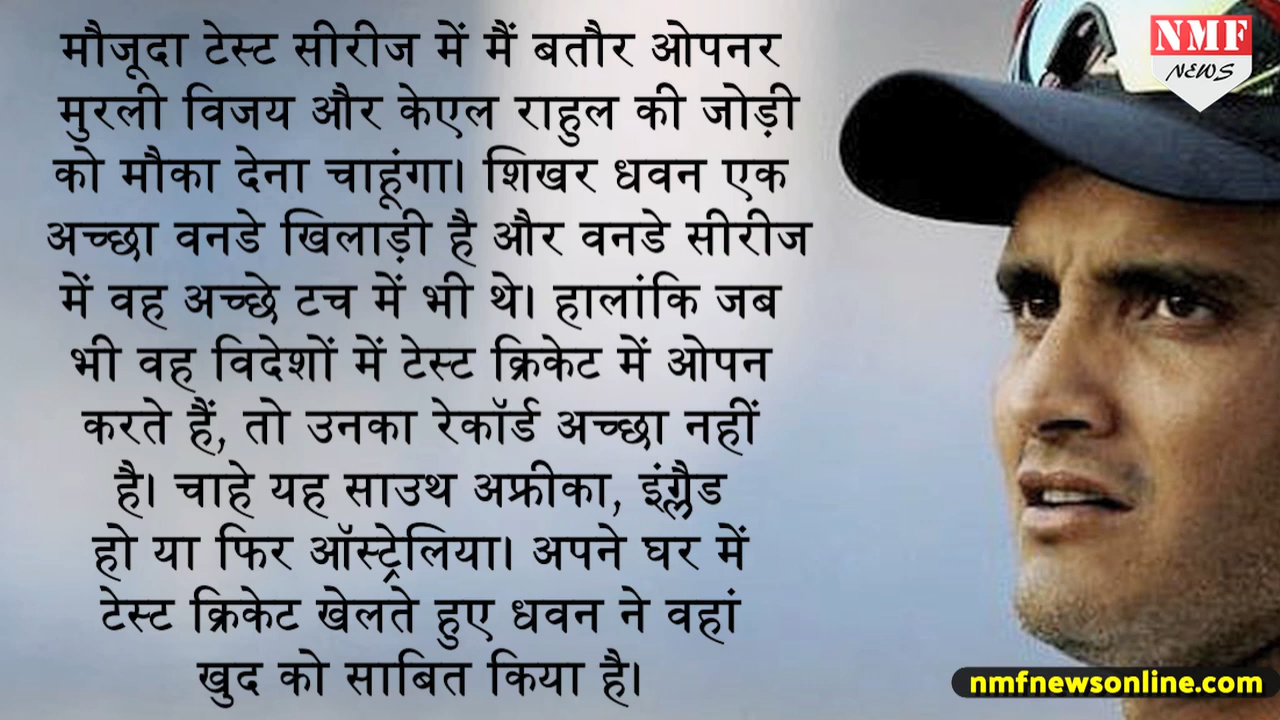 मौजूदा टेस्ट सीरीज में मैं बतौर ओपनर
मुरली विजय और केएल राहुल की जोड़ी
को मौका देना चाहूंगा। शिखर धवन एक
अच्छा वनडे खिलाड़ी है और वनडे सीरीज
में वह अच्छे टच में भी थे। हालांकि जब
भी वह विदेशों में टेस्ट क्रिकेट में ओपन
करते हैं, तो उनका रेकॉर्ड अच्छा नहीं
है। चाहे यह साउथ अफ्रीका, इंग्लैड
हो या फिर ऑस्ट्रेलिया। अपने घर में
टेस्ट क्रिकेट खेलते हुए धवन ने वहां
खुद को साबित किया है।
NMF
NEWS
nmfnewsonline.com